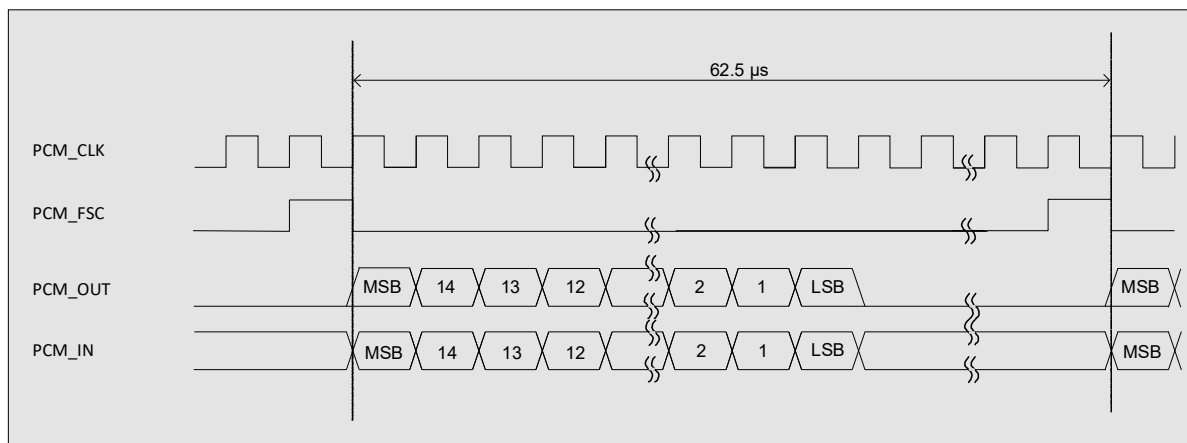 62.5 µs
PCM_CLK
PCM_FSC
PCM_OUT MSB 14 13 12 2 1 LSB MSB
PCM_IN MSB 14 13 12 2 1 LSB MSB